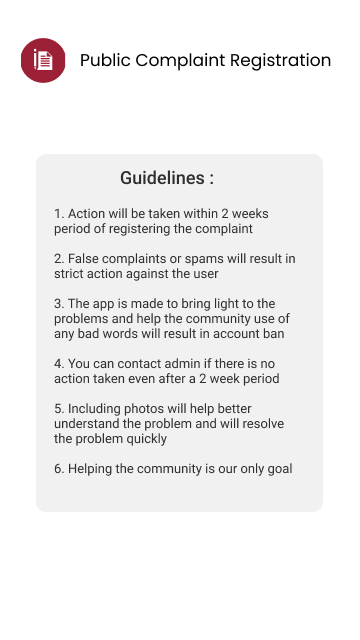 Public Complaint Registration
Guidelines :
1. Action will be taken within 2 weeks
period of registering the complaint
2. False complaints or spams will result in
strict action against the user
3. The app is made to bring light to the
problems and help the community use of
any bad words will result in account ban
4. You can contact admin if there is no
action taken even after a 2 week period
5. Including photos will help better
understand the problem and will resolve
the problem quickly
6. Helping the community is our only goal